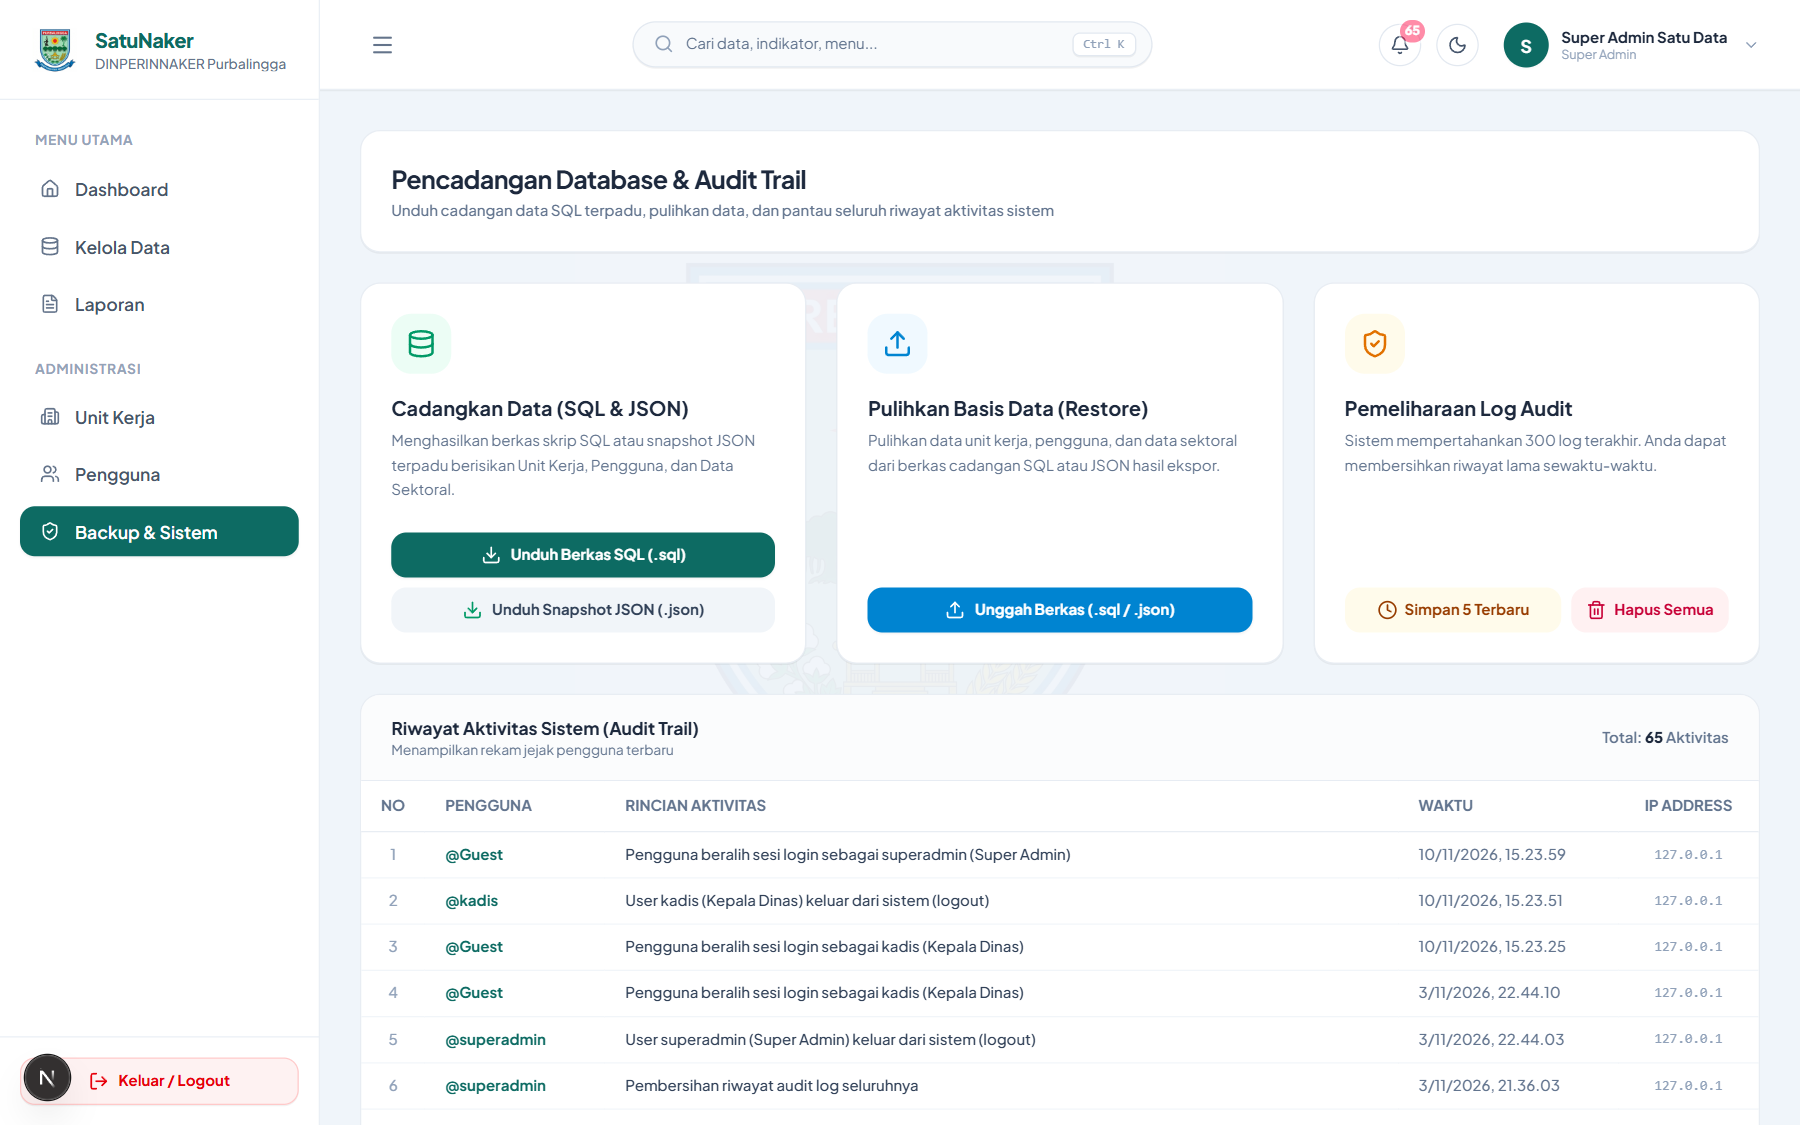 SatuNaker
DINPERINNAKER Purbalingga
Cari data, indikator, menu...
Ctrl K
65
S
Super Admin Satu Data
Super Admin
MENU UTAMA
Dashboard
Kelola Data
Laporan
ADMINISTRASI
Unit Kerja
Pengguna
Backup & Sistem
N
Keluar / Logout
Pencadangan Database & Audit Trail
Unduh cadangan data SQL terpadu, pulihkan data, dan pantau seluruh riwayat aktivitas sistem
Cadangkan Data (SQL & JSON)
Menghasilkan berkas skrip SQL atau snapshot JSON
terpadu berisikan Unit Kerja, Pengguna, dan Data
Sektoral.
Unduh Berkas SQL (.sql)
Unduh Snapshot JSON (.json)
Pulihkan Basis Data (Restore)
Pulihkan data unit kerja, pengguna, dan data sektoral
dari berkas cadangan SQL atau JSON hasil ekspor.
Unggah Berkas (.sql / .json)
Pemeliharaan Log Audit
Sistem mempertahankan 300 log terakhir. Anda dapat
membersihkan riwayat lama sewaktu-waktu.
Simpan 5 Terbaru
Hapus Semua
Riwayat Aktivitas Sistem (Audit Trail)
Menampilkan rekam jejak pengguna terbaru
Total: 65 Aktivitas
NO PENGGUNA RINCIAN AKTIVITAS WAKTU IP ADDRESS
1 @Guest Pengguna beralih sesi login sebagai superadmin (Super Admin) 10/11/2026, 15.23.59 127.0.0.1
2 @kadis User kadis (Kepala Dinas) keluar dari sistem (logout) 10/11/2026, 15.23.51 127.0.0.1
3 @Guest Pengguna beralih sesi login sebagai kadis (Kepala Dinas) 10/11/2026, 15.23.25 127.0.0.1
4 @Guest Pengguna beralih sesi login sebagai kadis (Kepala Dinas) 3/11/2026, 22.44.10 127.0.0.1
5 @superadmin User superadmin (Super Admin) keluar dari sistem (logout) 3/11/2026, 22.44.03 127.0.0.1
6 @superadmin Pembersihan riwayat audit log seluruhnya 3/11/2026, 21.36.03 127.0.0.1